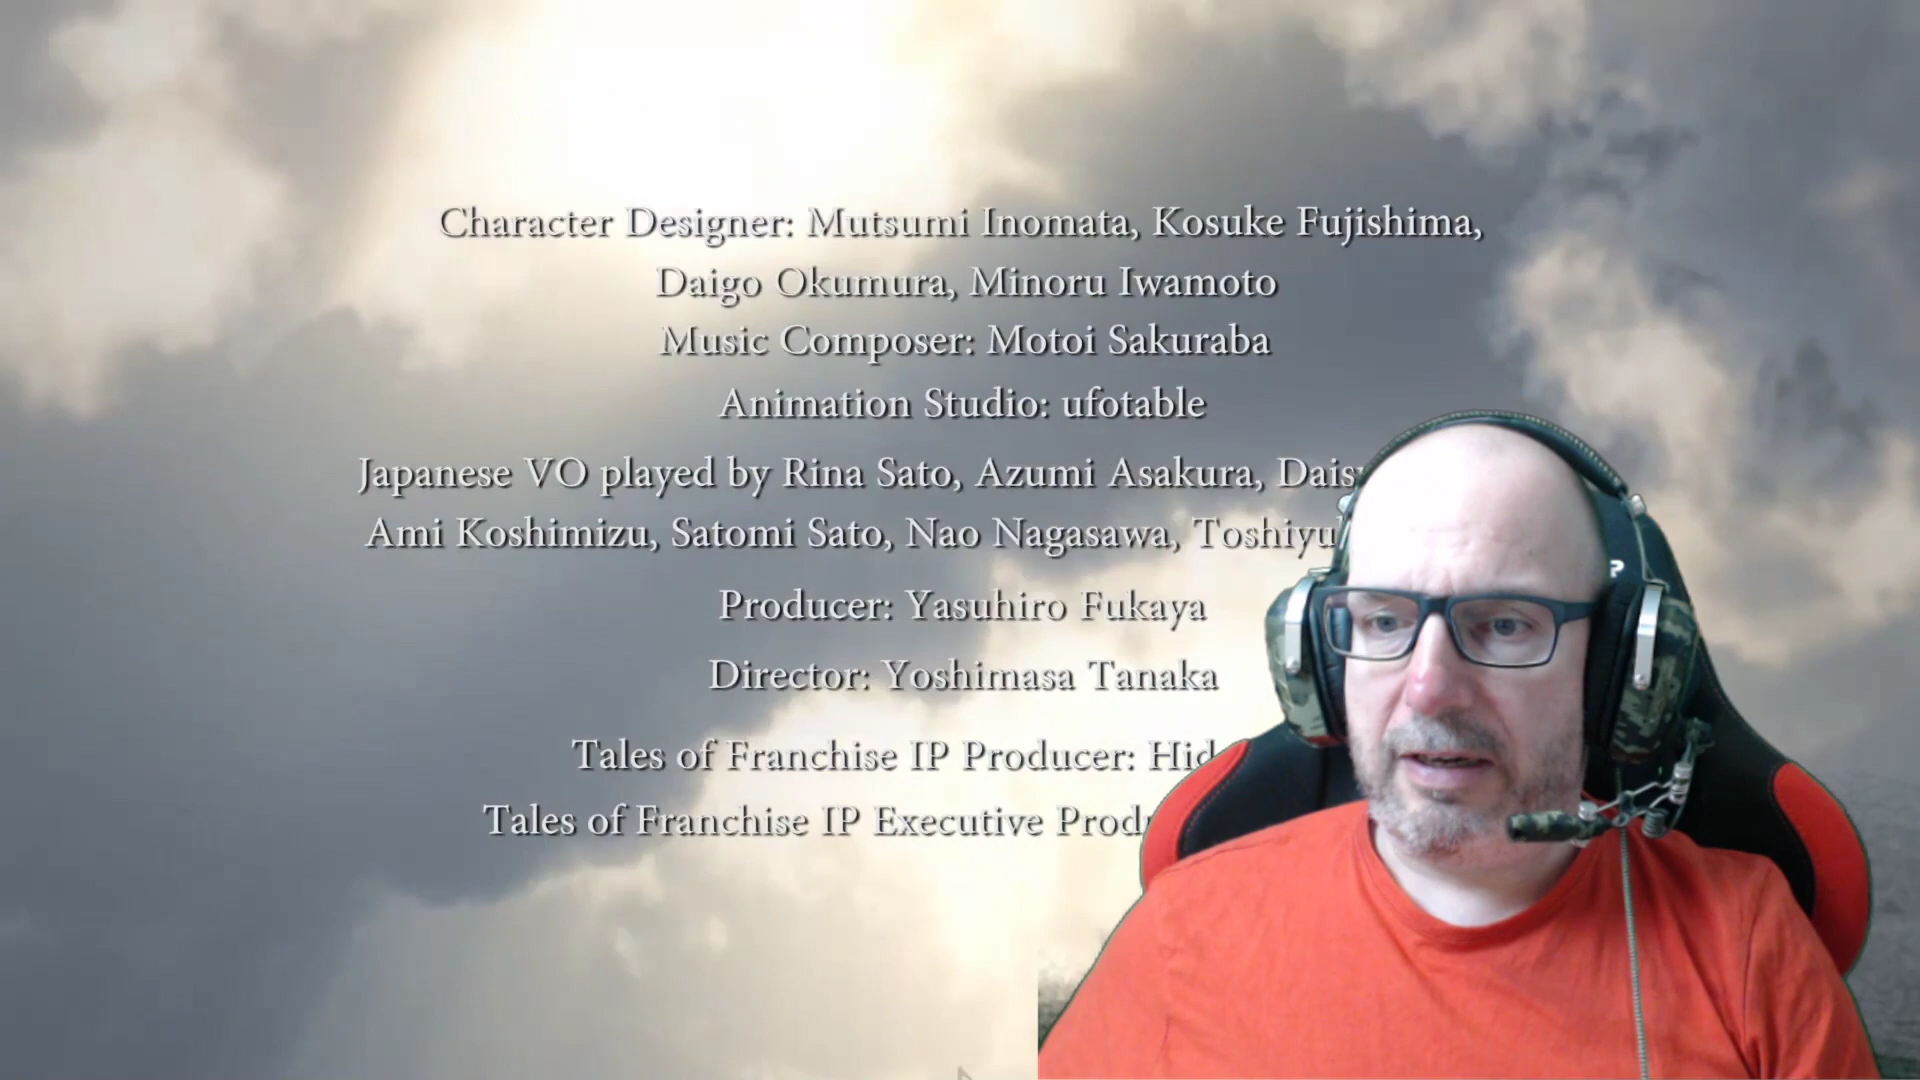 Character Designer: Mutsumi Inomata, Kosuke Fujishima,
Daigo Okumura, Minoru Iwamoto
Music Composer: Motoi Sakuraba
Animation Studio: ufotable
Japanese VO played by Rina Sato, Azumi Asakura,
Ami Koshimizu, Satomi Sato, Nao Nagasawa,
Producer: Yasuhiro Fukaya
Director: Yoshimasa Tanaka
Tales of Franchise IP Producer:
Tales of Franchise IP Executive